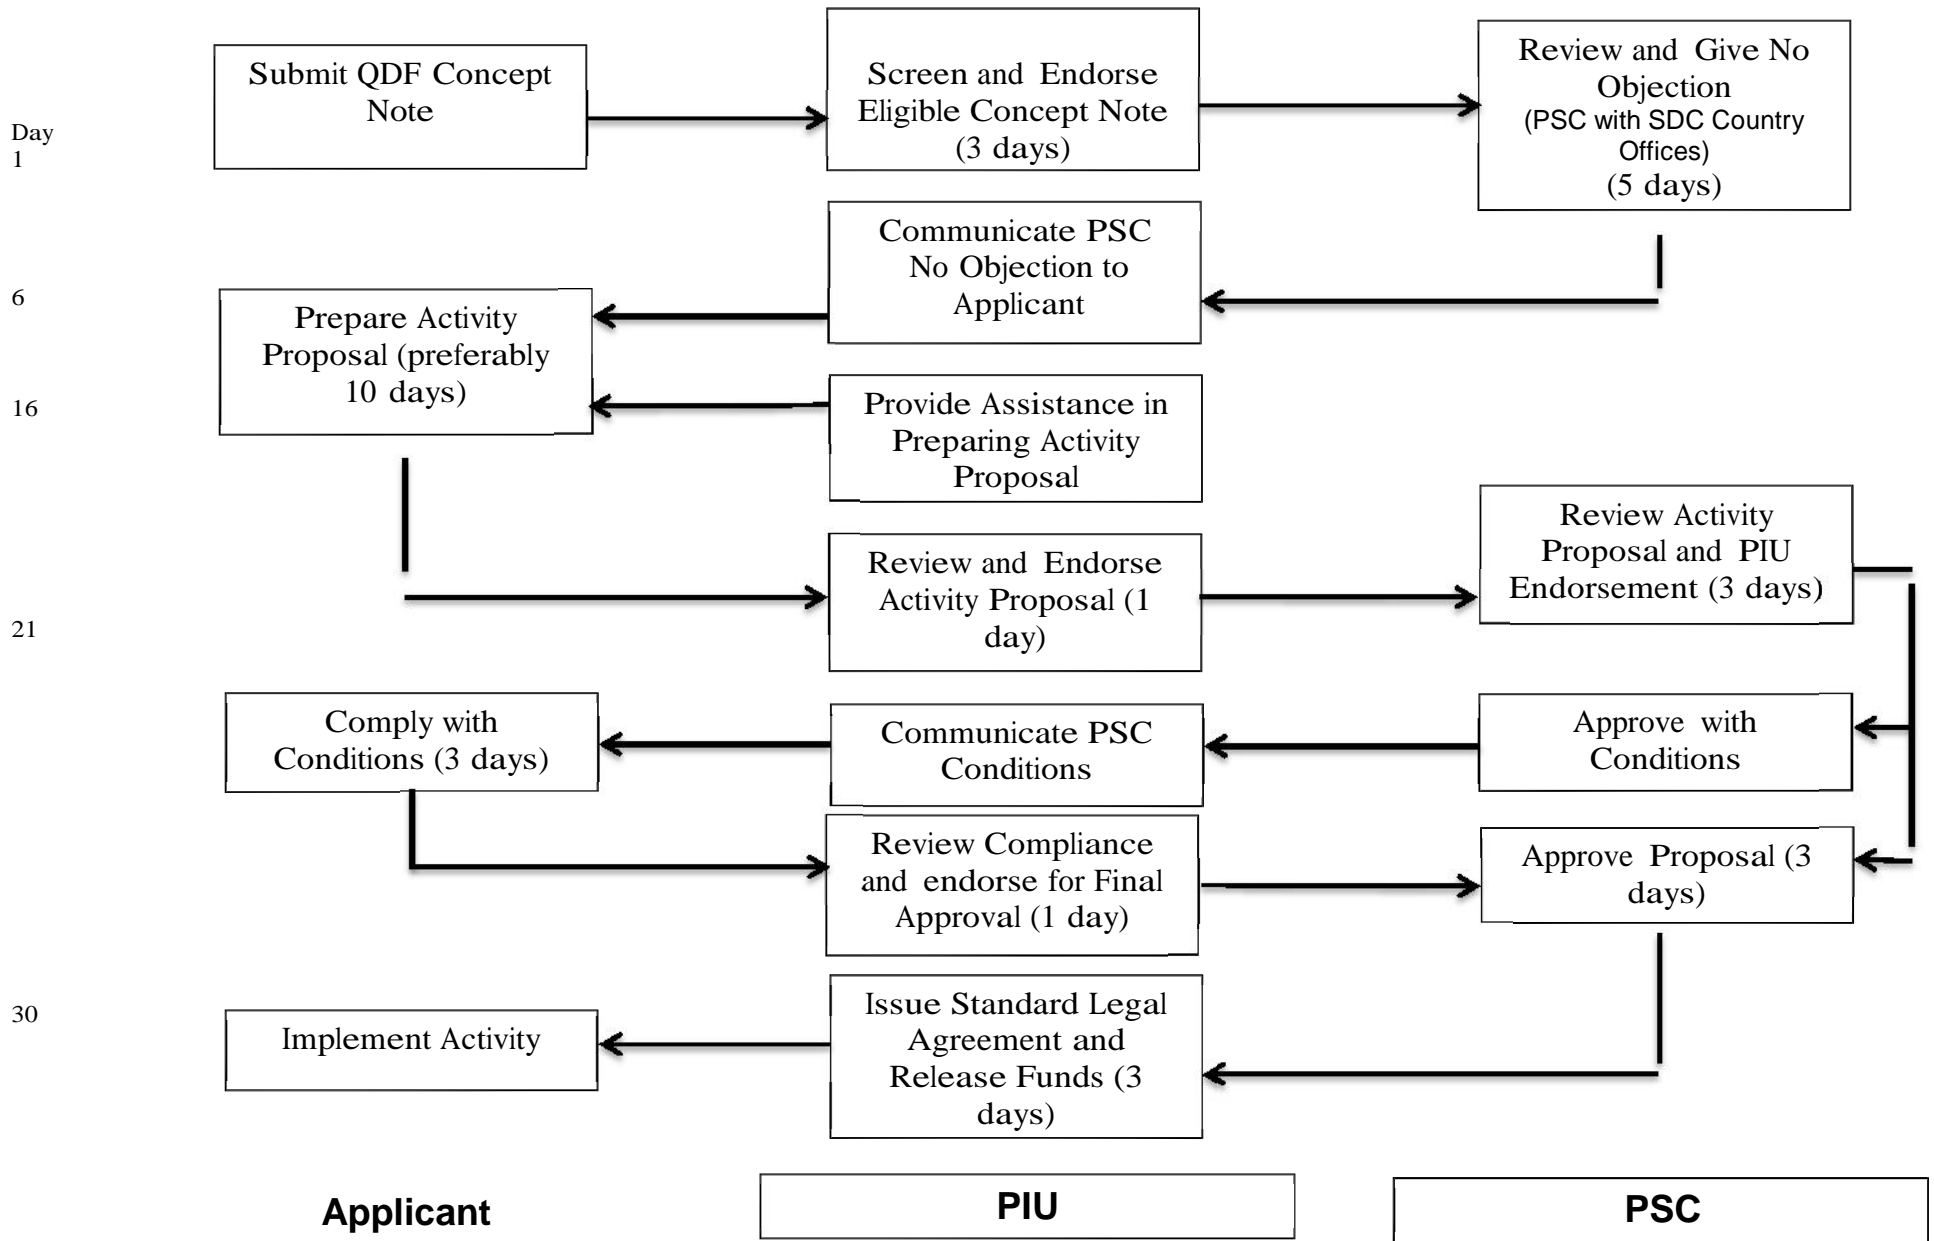 Submit QDF Concept
Note
Screen and Endorse
Eligible Concept Note
(3 days)
Review and Give No
Objection
(PSC with SDC Country
Offices)
(5 days)
Day
1
Communicate PSC
No Objection to
Applicant
6
Prepare Activity
Proposal (preferably
10 days)
16
Provide Assistance in
Preparing Activity
Proposal
Review and Endorse
Activity Proposal (1
day)
Review Activity
Proposal and PIU
Endorsement (3 days)
21
Comply with
Conditions (3 days)
Communicate PSC
Conditions
Approve with
Conditions
Review Compliance
and endorse for Final
Approval (1 day)
Approve Proposal (3
days)
30
Implement Activity
Issue Standard Legal
Agreement and
Release Funds (3
days)
Applicant
PIU
PSC